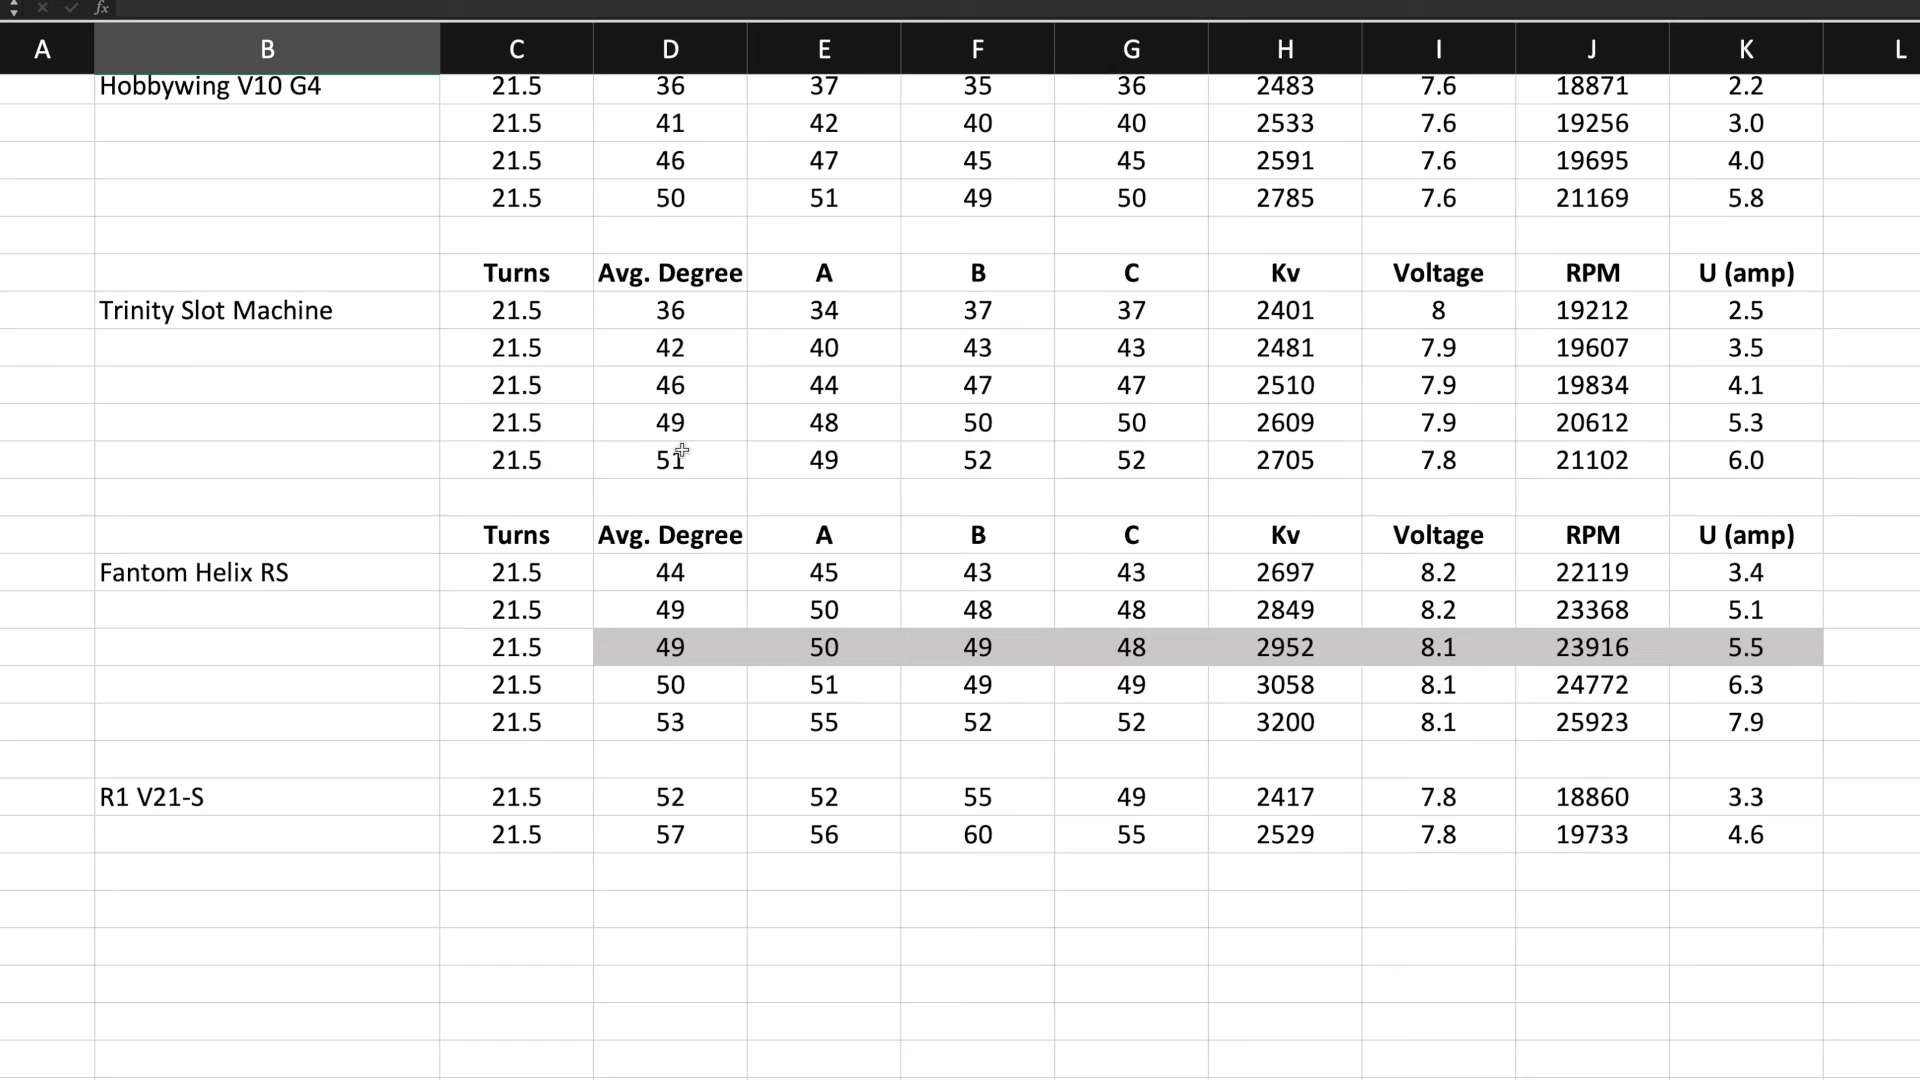 fx
A B C D E F G H I J K L
Hobbywing V10 G4 21.5 36 37 35 36 2483 7.6 18871 2.2
21.5 41 42 40 40 2533 7.6 19256 3.0
21.5 46 47 45 45 2591 7.6 19695 4.0
21.5 50 51 49 50 2785 7.6 21169 5.8
Turns Avg. Degree A B C Kv Voltage RPM U (amp)
Trinity Slot Machine 21.5 36 34 37 37 2401 8 19212 2.5
21.5 42 40 43 43 2481 7.9 19607 3.5
21.5 46 44 47 47 2510 7.9 19834 4.1
21.5 49 48 50 50 2609 7.9 20612 5.3
21.5 51 49 52 52 2705 7.8 21102 6.0
Turns Avg. Degree A B C Kv Voltage RPM U (amp)
Fantom Helix RS 21.5 44 45 43 43 2697 8.2 22119 3.4
21.5 49 50 48 48 2849 8.2 23368 5.1
21.5 49 50 49 48 2952 8.1 23916 5.5
21.5 50 51 49 49 3058 8.1 24772 6.3
21.5 53 55 52 52 3200 8.1 25923 7.9
R1 V21-S 21.5 52 52 55 49 2417 7.8 18860 3.3
21.5 57 56 60 55 2529 7.8 19733 4.6